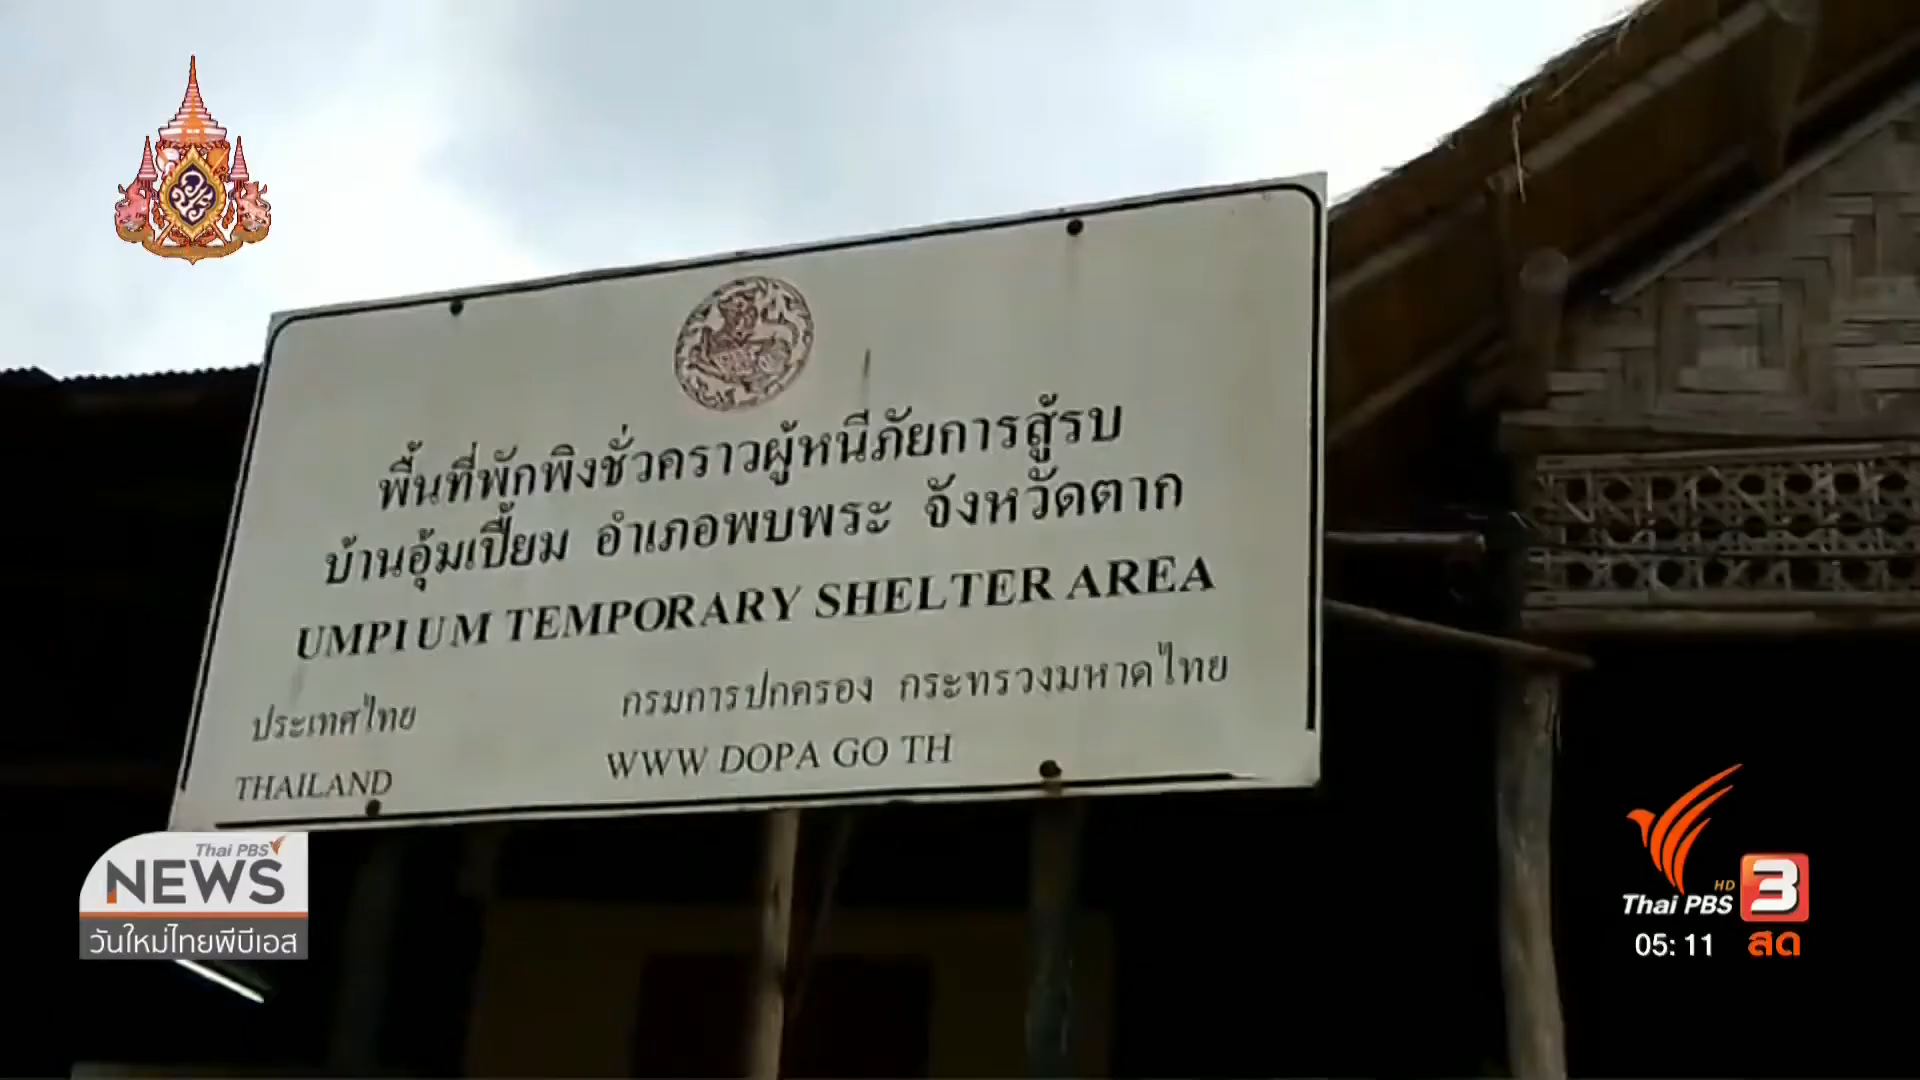 พื้นที่พักพิงชั่วคราวผู้หนีภัยการสู้รบ
บ้านอุ้มเปี้ยม อำเภอพบพระ จังหวัดตาก
UMPIUM TEMPORARY SHELTER AREA
ประเทศไทย กรมการปกครอง กระทรวงมหาดไทย
THAILAND WWW DOPA GO TH
Thai PBS
NEWS
วันใหม่ไทยพีบีเอส
Thai PBS HD 3
05:11 สด